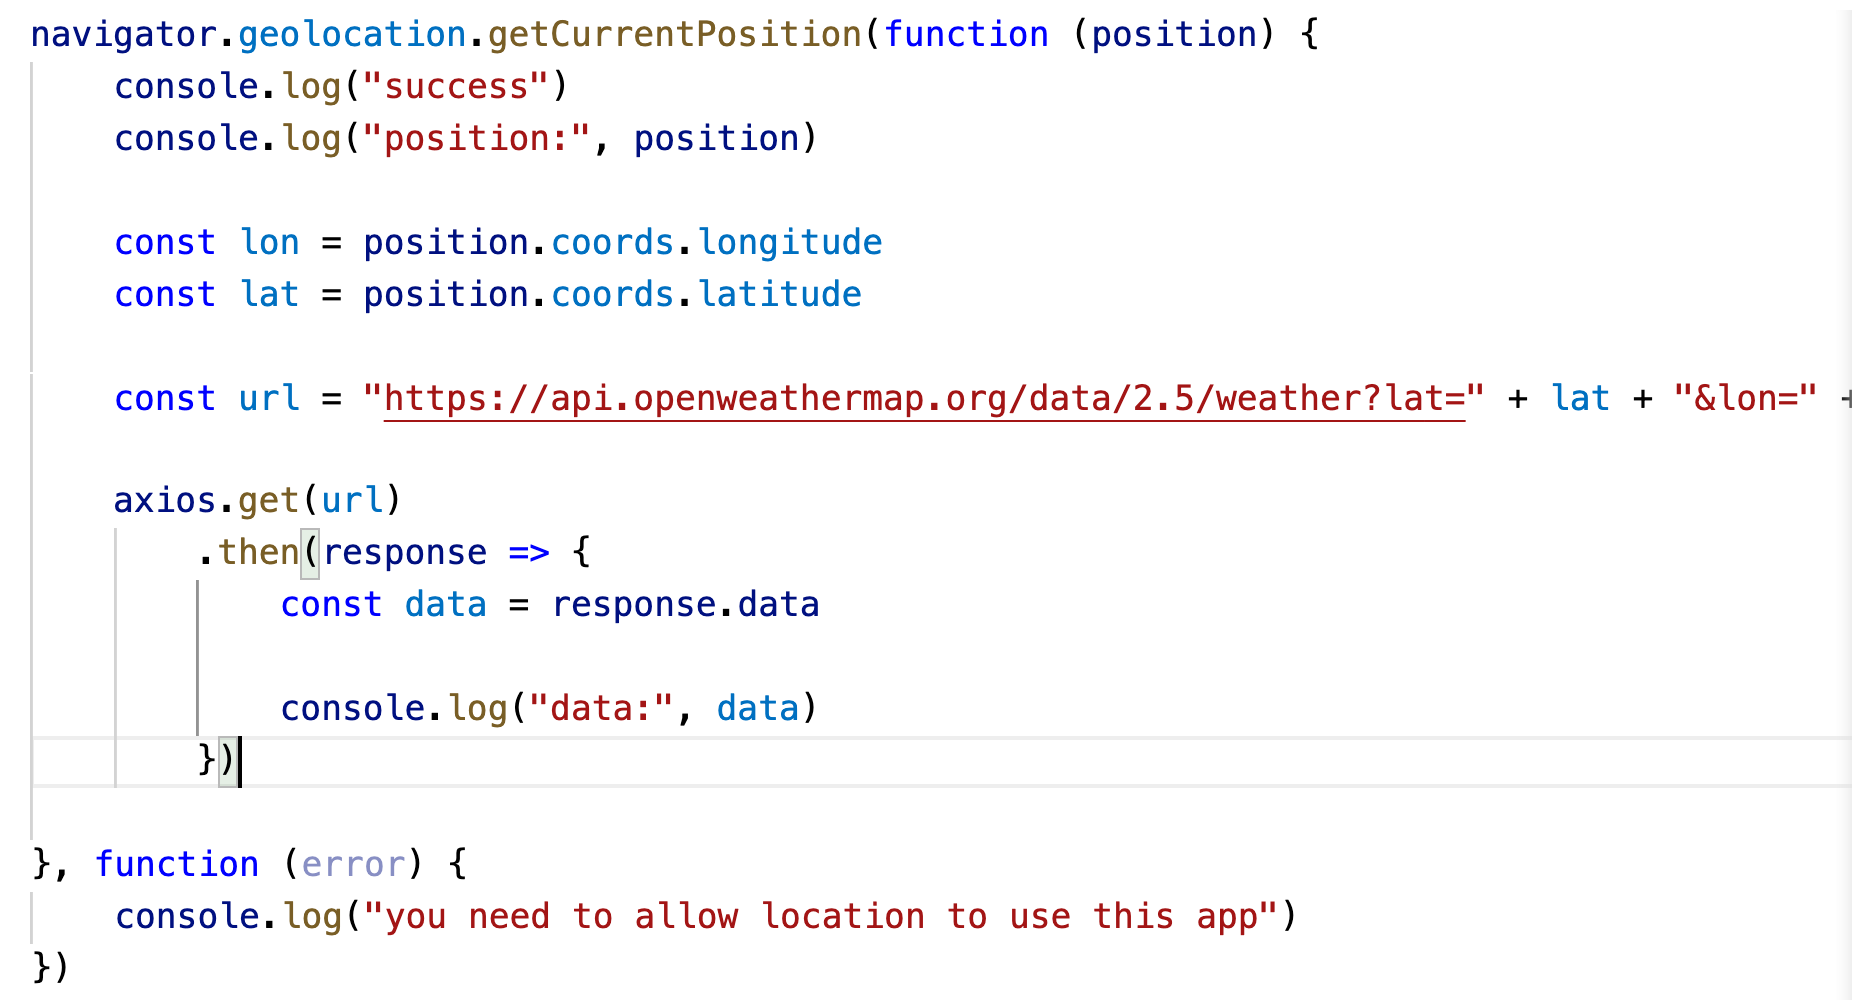 navigator.geolocation.getCurrentPosition(function (position) {
console.log("success")
console.log("position:", position)
const lon = position.coords.longitude
const lat = position.coords.latitude
const url = "https://api.openweathermap.org/data/2.5/weather?lat=" + lat + "&lon=" +
axios.get(url)
.then(response => {
const data = response.data
console.log("data:", data)
})
}, function (error) {
console.log("you need to allow location to use this app")
})